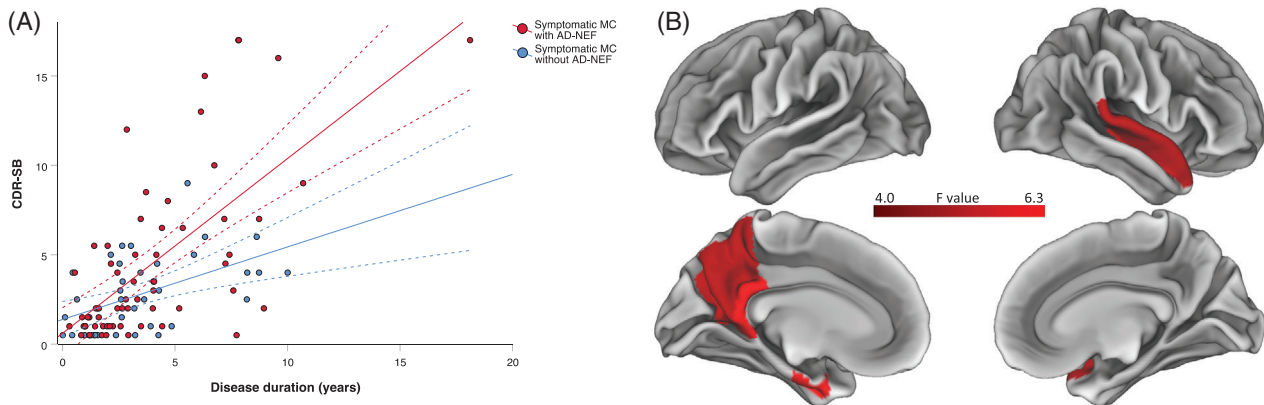 (A)
Symptomatic MC
with AD-NEF
Symptomatic MC
without AD-NEF
CDR-SB
15
10
5
0
0
5
10
15
20
Disease duration (years)
(B)
4.0 F value 6.3